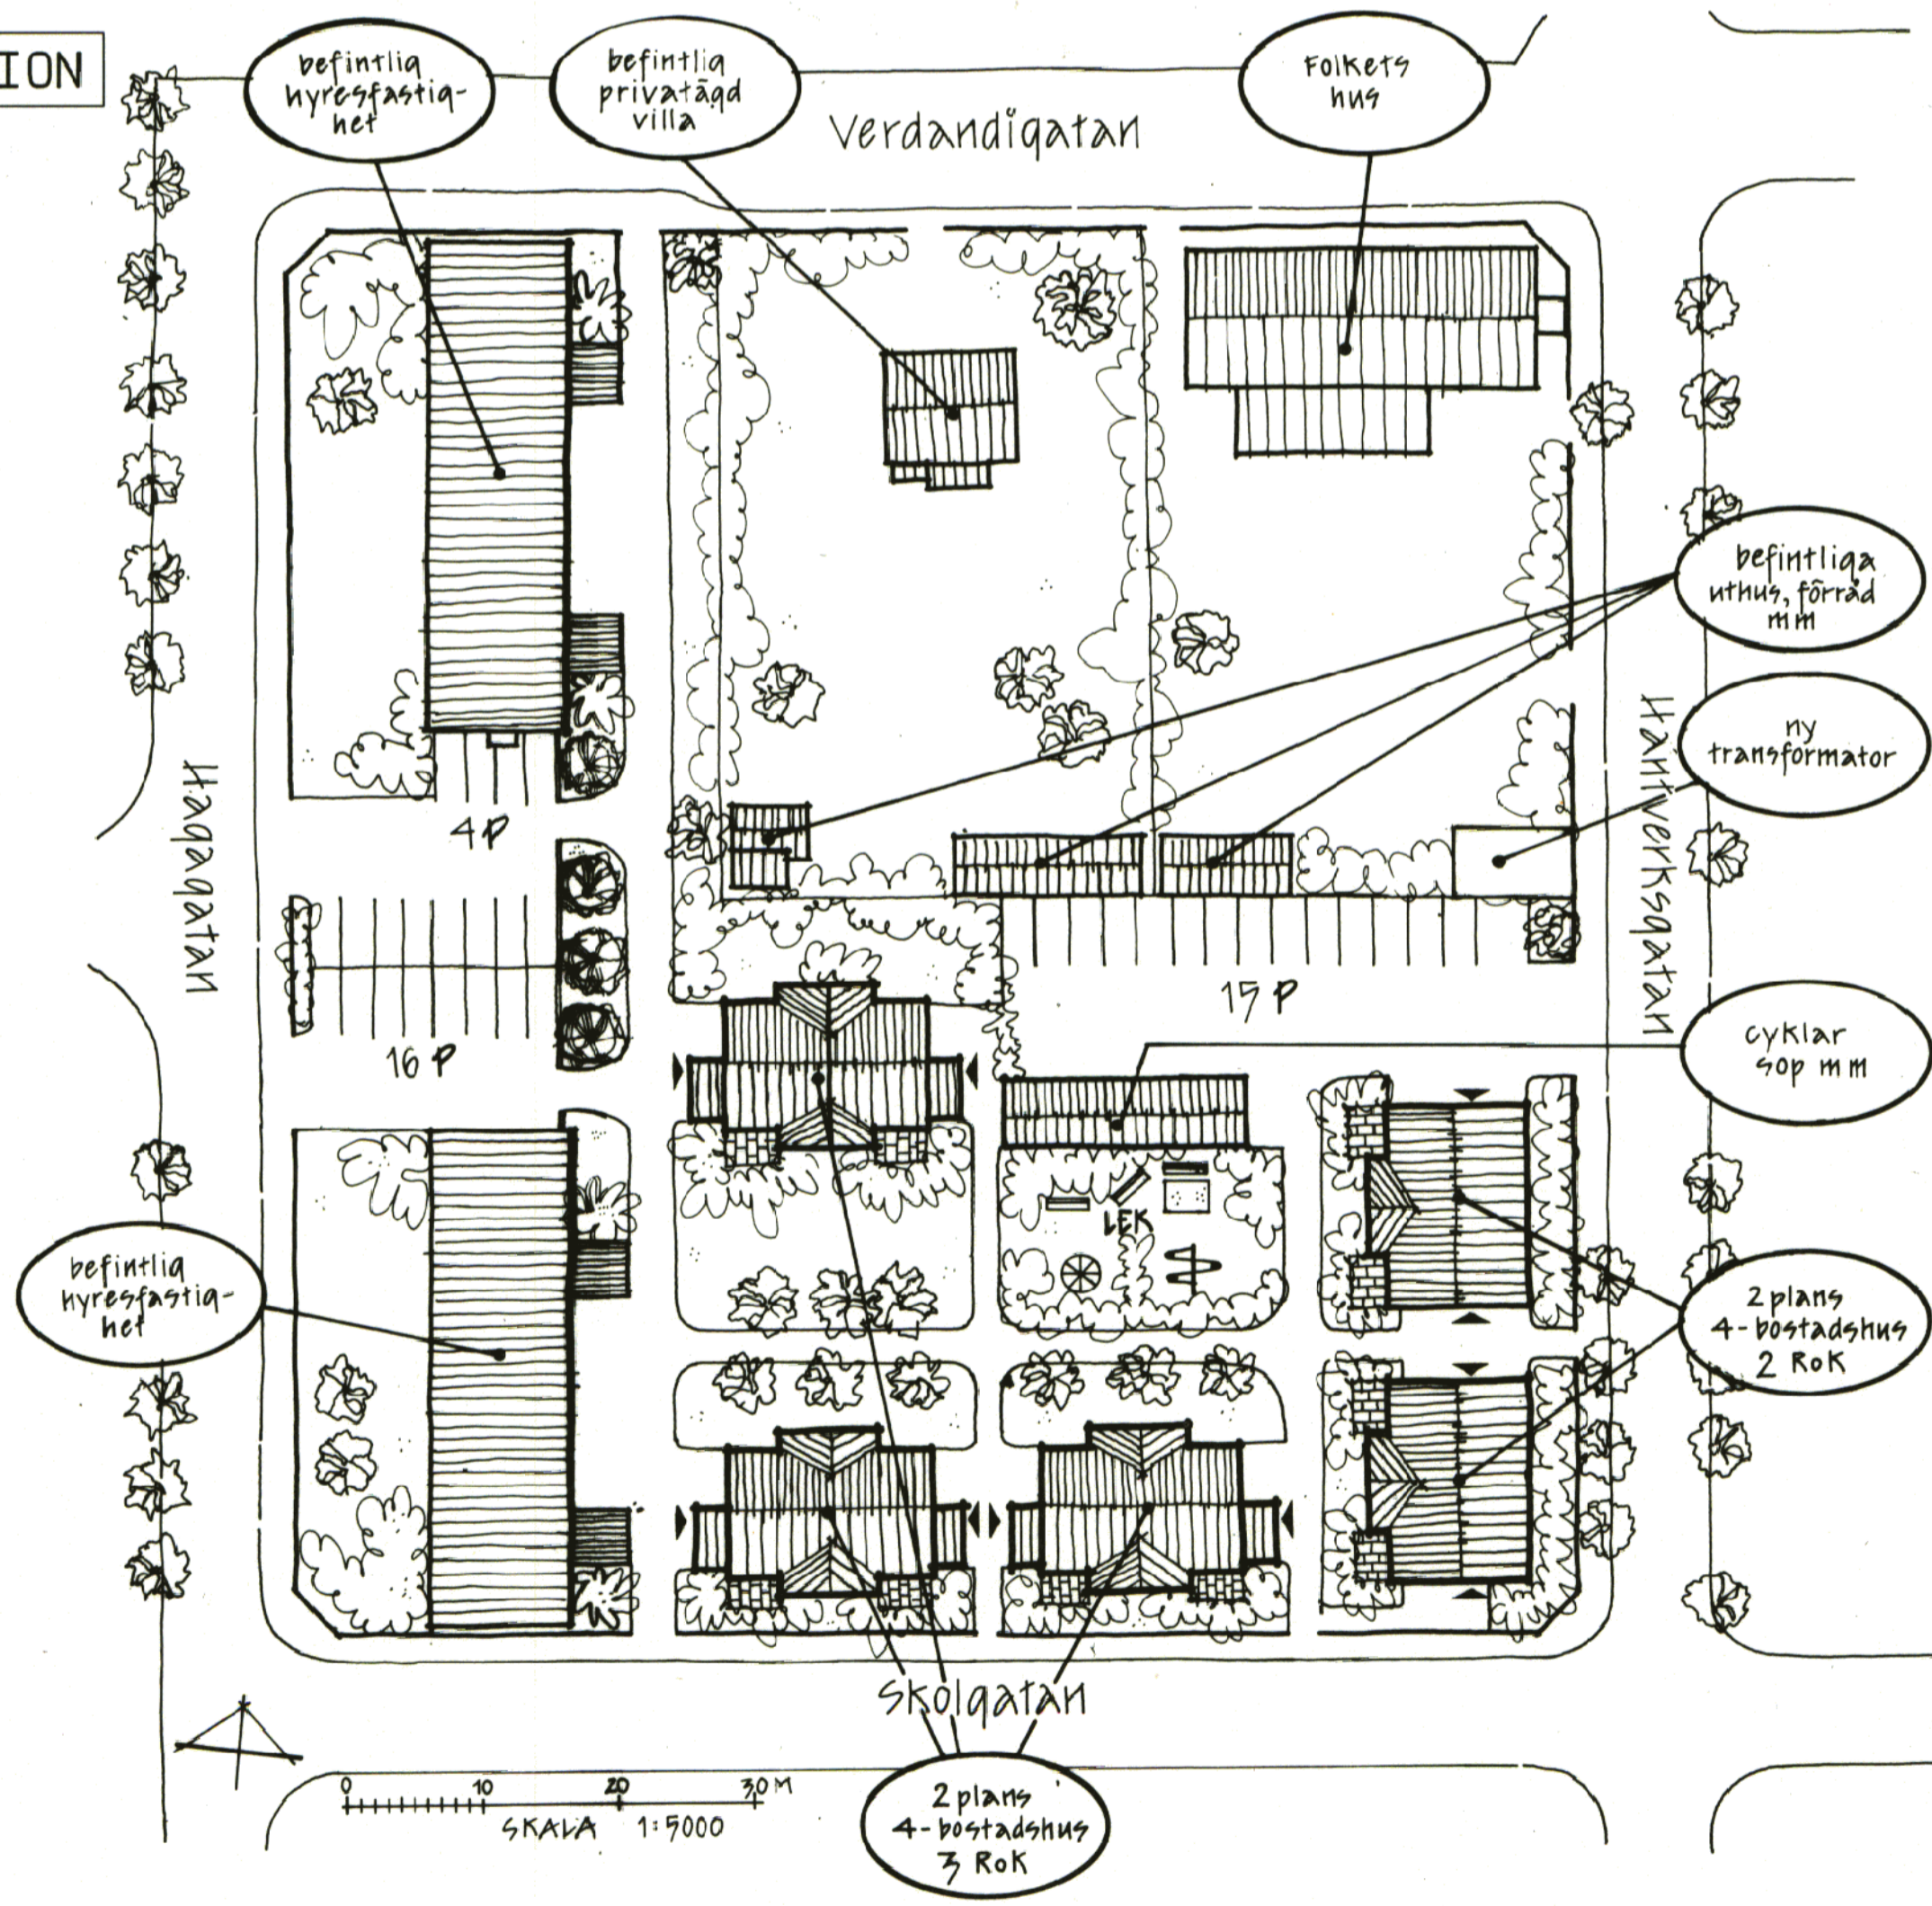 ION
befintlig
hyresfastig-
het
befintlig
privatägd
villa
Folkets
hus
Verdandigatan
befintliga
uthus, förråd
mm
ny
transformator
Hagagatan
Hantverksgatan
4P
16 P
15 P
cyklar
sop mm
LEK
befintlig
hyresfastig-
het
2 plans
4-bostadshus
2 RoK
Skolgatan
0 10 20 30 M
SKALA 1:5000
2 plans
4-bostadshus
3 RoK